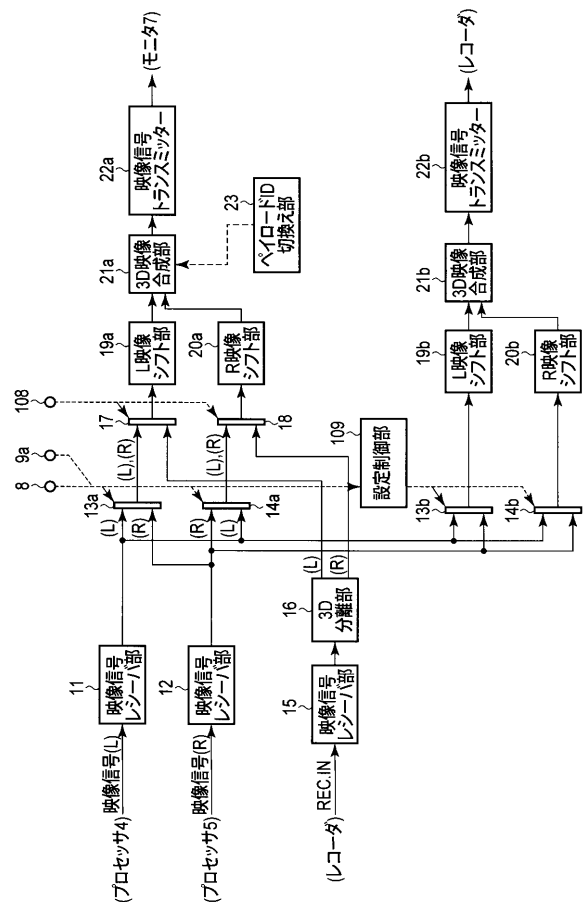 (プロセッサ4)
映像信号(L)
11
映像信号
レシーバ部
(プロセッサ5)
映像信号(R)
12
映像信号
レシーバ部
(レコーダ)
REC.IN
15
映像信号
レシーバ部
16
3D
分離部
(L)
(R)
8
9a
108
13a
(L)
(R)
14a
(R)
(L)
(L),(R)
(L),(R)
17
18
109
設定制御部
19a
L映像
シフト部
20a
R映像
シフト部
21a
3D映像
合成部
23
ペイロードID
切換え部
22a
映像信号
トランスミッター
(モニタ7)
13b
14b
19b
L映像
シフト部
20b
R映像
シフト部
21b
3D映像
合成部
22b
映像信号
トランスミッター
(レコーダ)